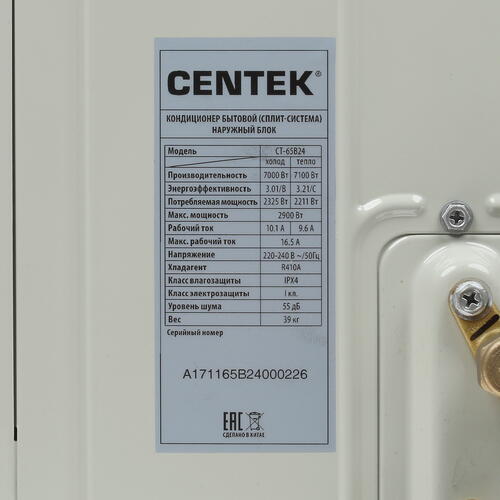 CENTEK®
КОНДИЦИОНЕР БЫТОВОЙ (СПЛИТ-СИСТЕМА)
НАРУЖНЫЙ БЛОК
Модель СТ-65B24
холод тепло
Производительность 7000 Вт 7100 Вт
Энергоэффективность 3.01/B 3.21/C
Потребляемая мощность 2325 Вт 2211 Вт
Макс. мощность 2900 Вт
Рабочий ток 10.1 А 9.6 А
Макс. рабочий ток 16.5 А
Напряжение 220-240 В ~/50Гц
Хладагент R410A
Класс влагозащиты IPX4
Класс электрозащиты I кл.
Уровень шума 55 дБ
Вес 39 кг
Серийный номер
A171165B24000226
EAC
СДЕЛАНО В КИТАЕ